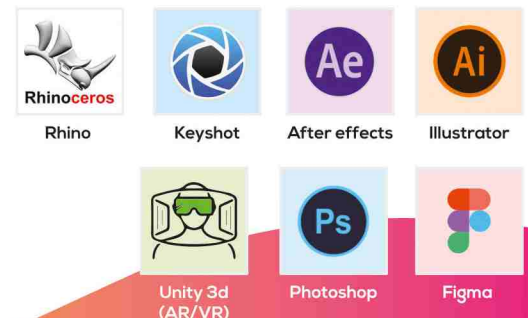 Rhinoceros
Ae
Ai
Rhino
Keyshot
After effects
Illustrator
Ps
Unity 3d
(AR/VR)
Photoshop
Figma